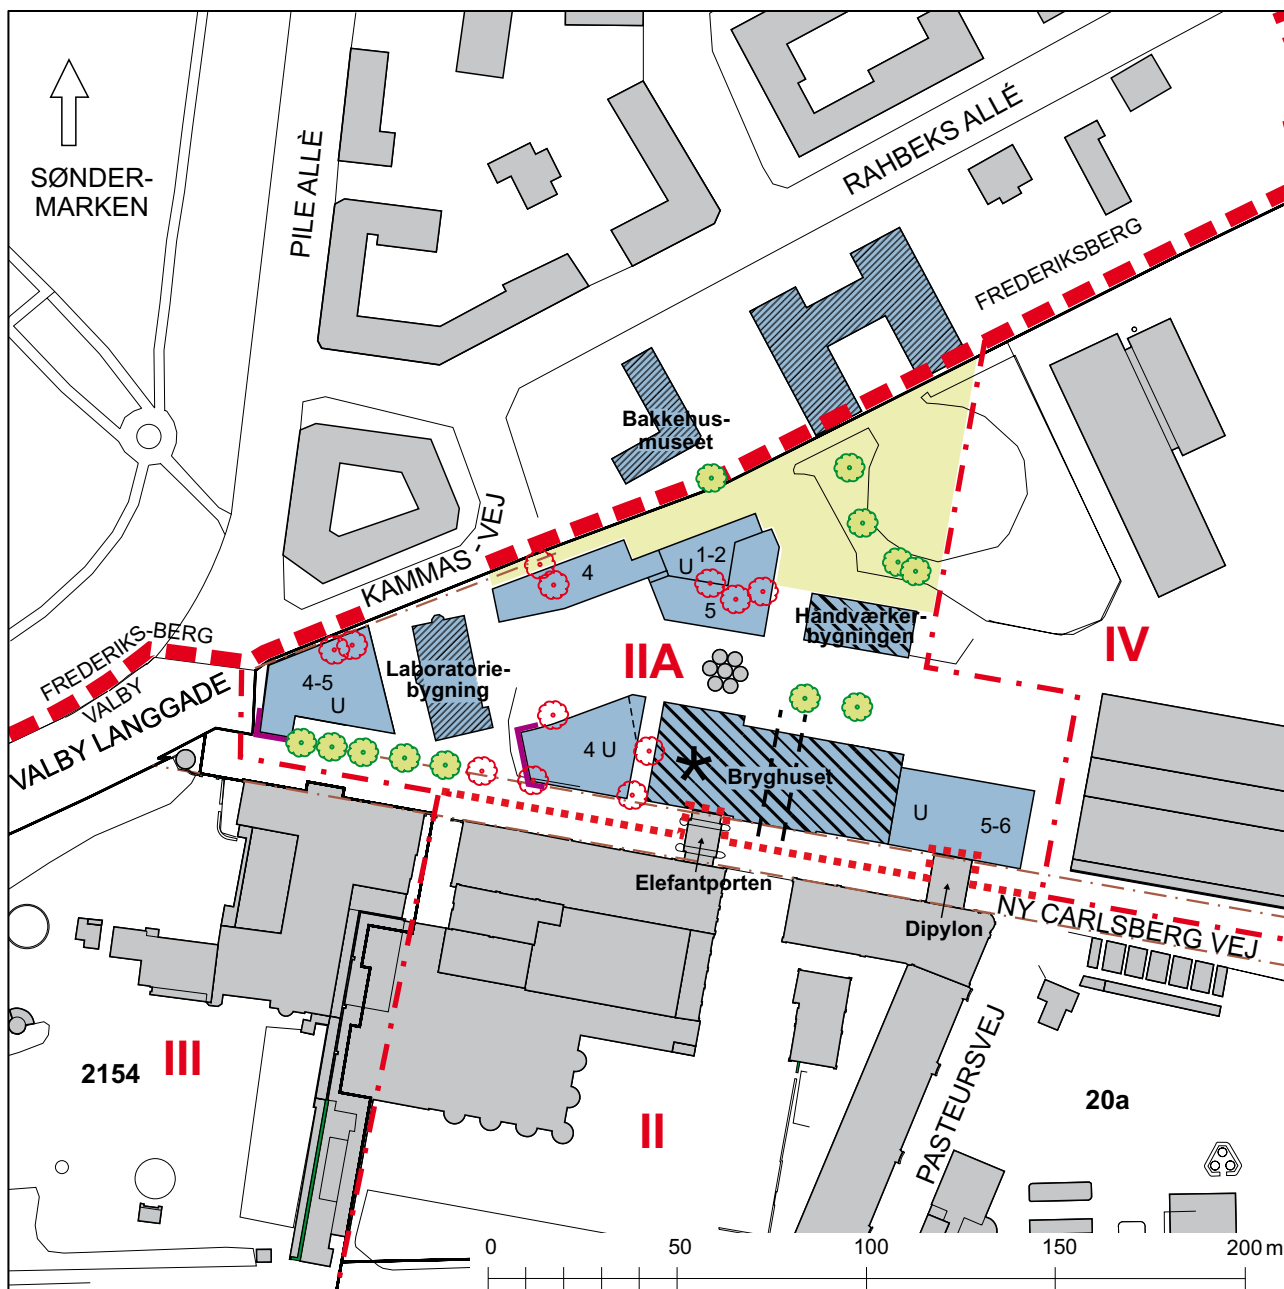 SØNDER-
MARKEN
PILE ALLÈ
RAHBEKS ALLÉ
FREDERIKSBERG
Bakkehus-
museet
KAMMAS - VEJ
FREDERIKS-BERG
VALBY
VALBY LANGGADE
4
U
1-2
5
Håndværker-
bygningen
IIA
IV
4-5
U
Laboratorie-
bygning
4 U
Bryghuset
U
5-6
Elefantporten
Dipylon
NY CARLSBERG VEJ
PASTEURSVEJ
2154
III
II
20a
0
50
100
150
200 m